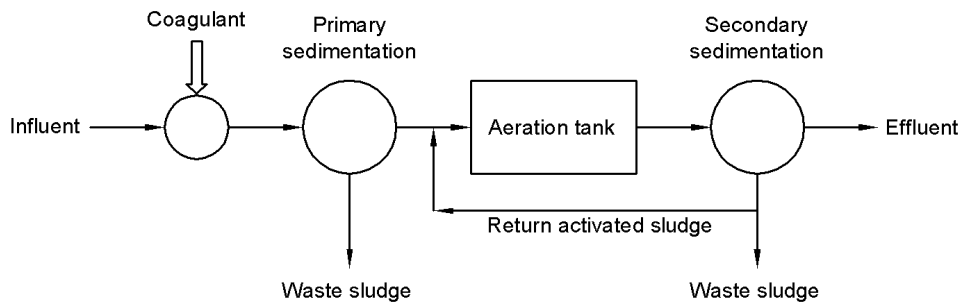 Coagulant
Primary
sedimentation
Secondary
sedimentation
Influent
Aeration tank
Effluent
Return activated sludge
Waste sludge
Waste sludge